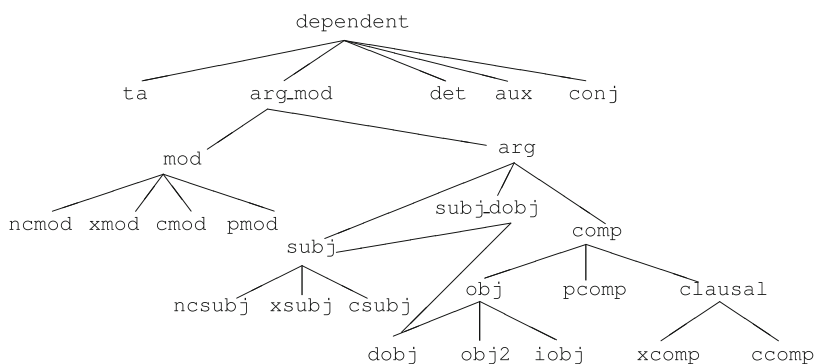 dependent
ta arg_mod det aux conj
mod arg
ncmod xmod cmod pmod subj_dobj
subj comp
ncsubj xsubj csubj obj pcomp clausal
dobj obj2 iobj xcomp ccomp